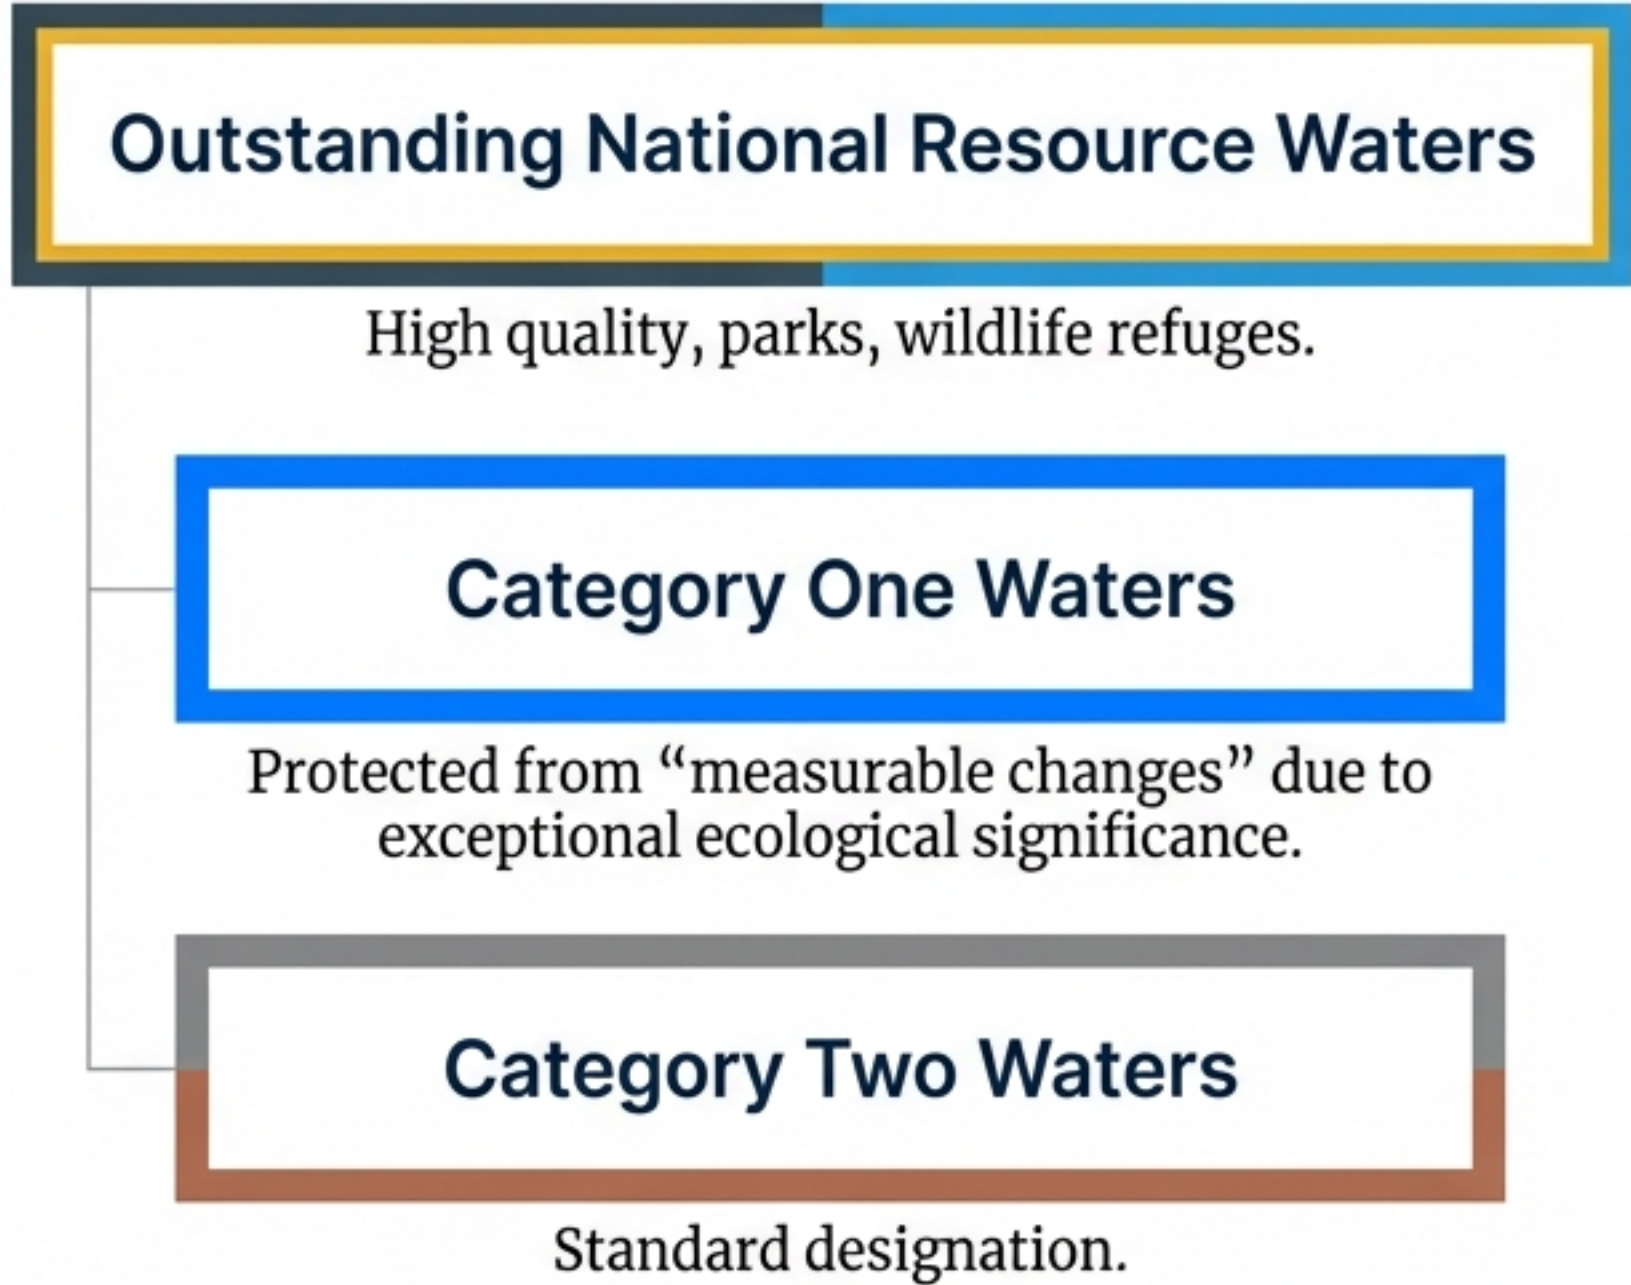 Outstanding National Resource Waters
High quality, parks, wildlife refuges.
Category One Waters
Protected from “measurable changes” due to
exceptional ecological significance.
Category Two Waters
Standard designation.